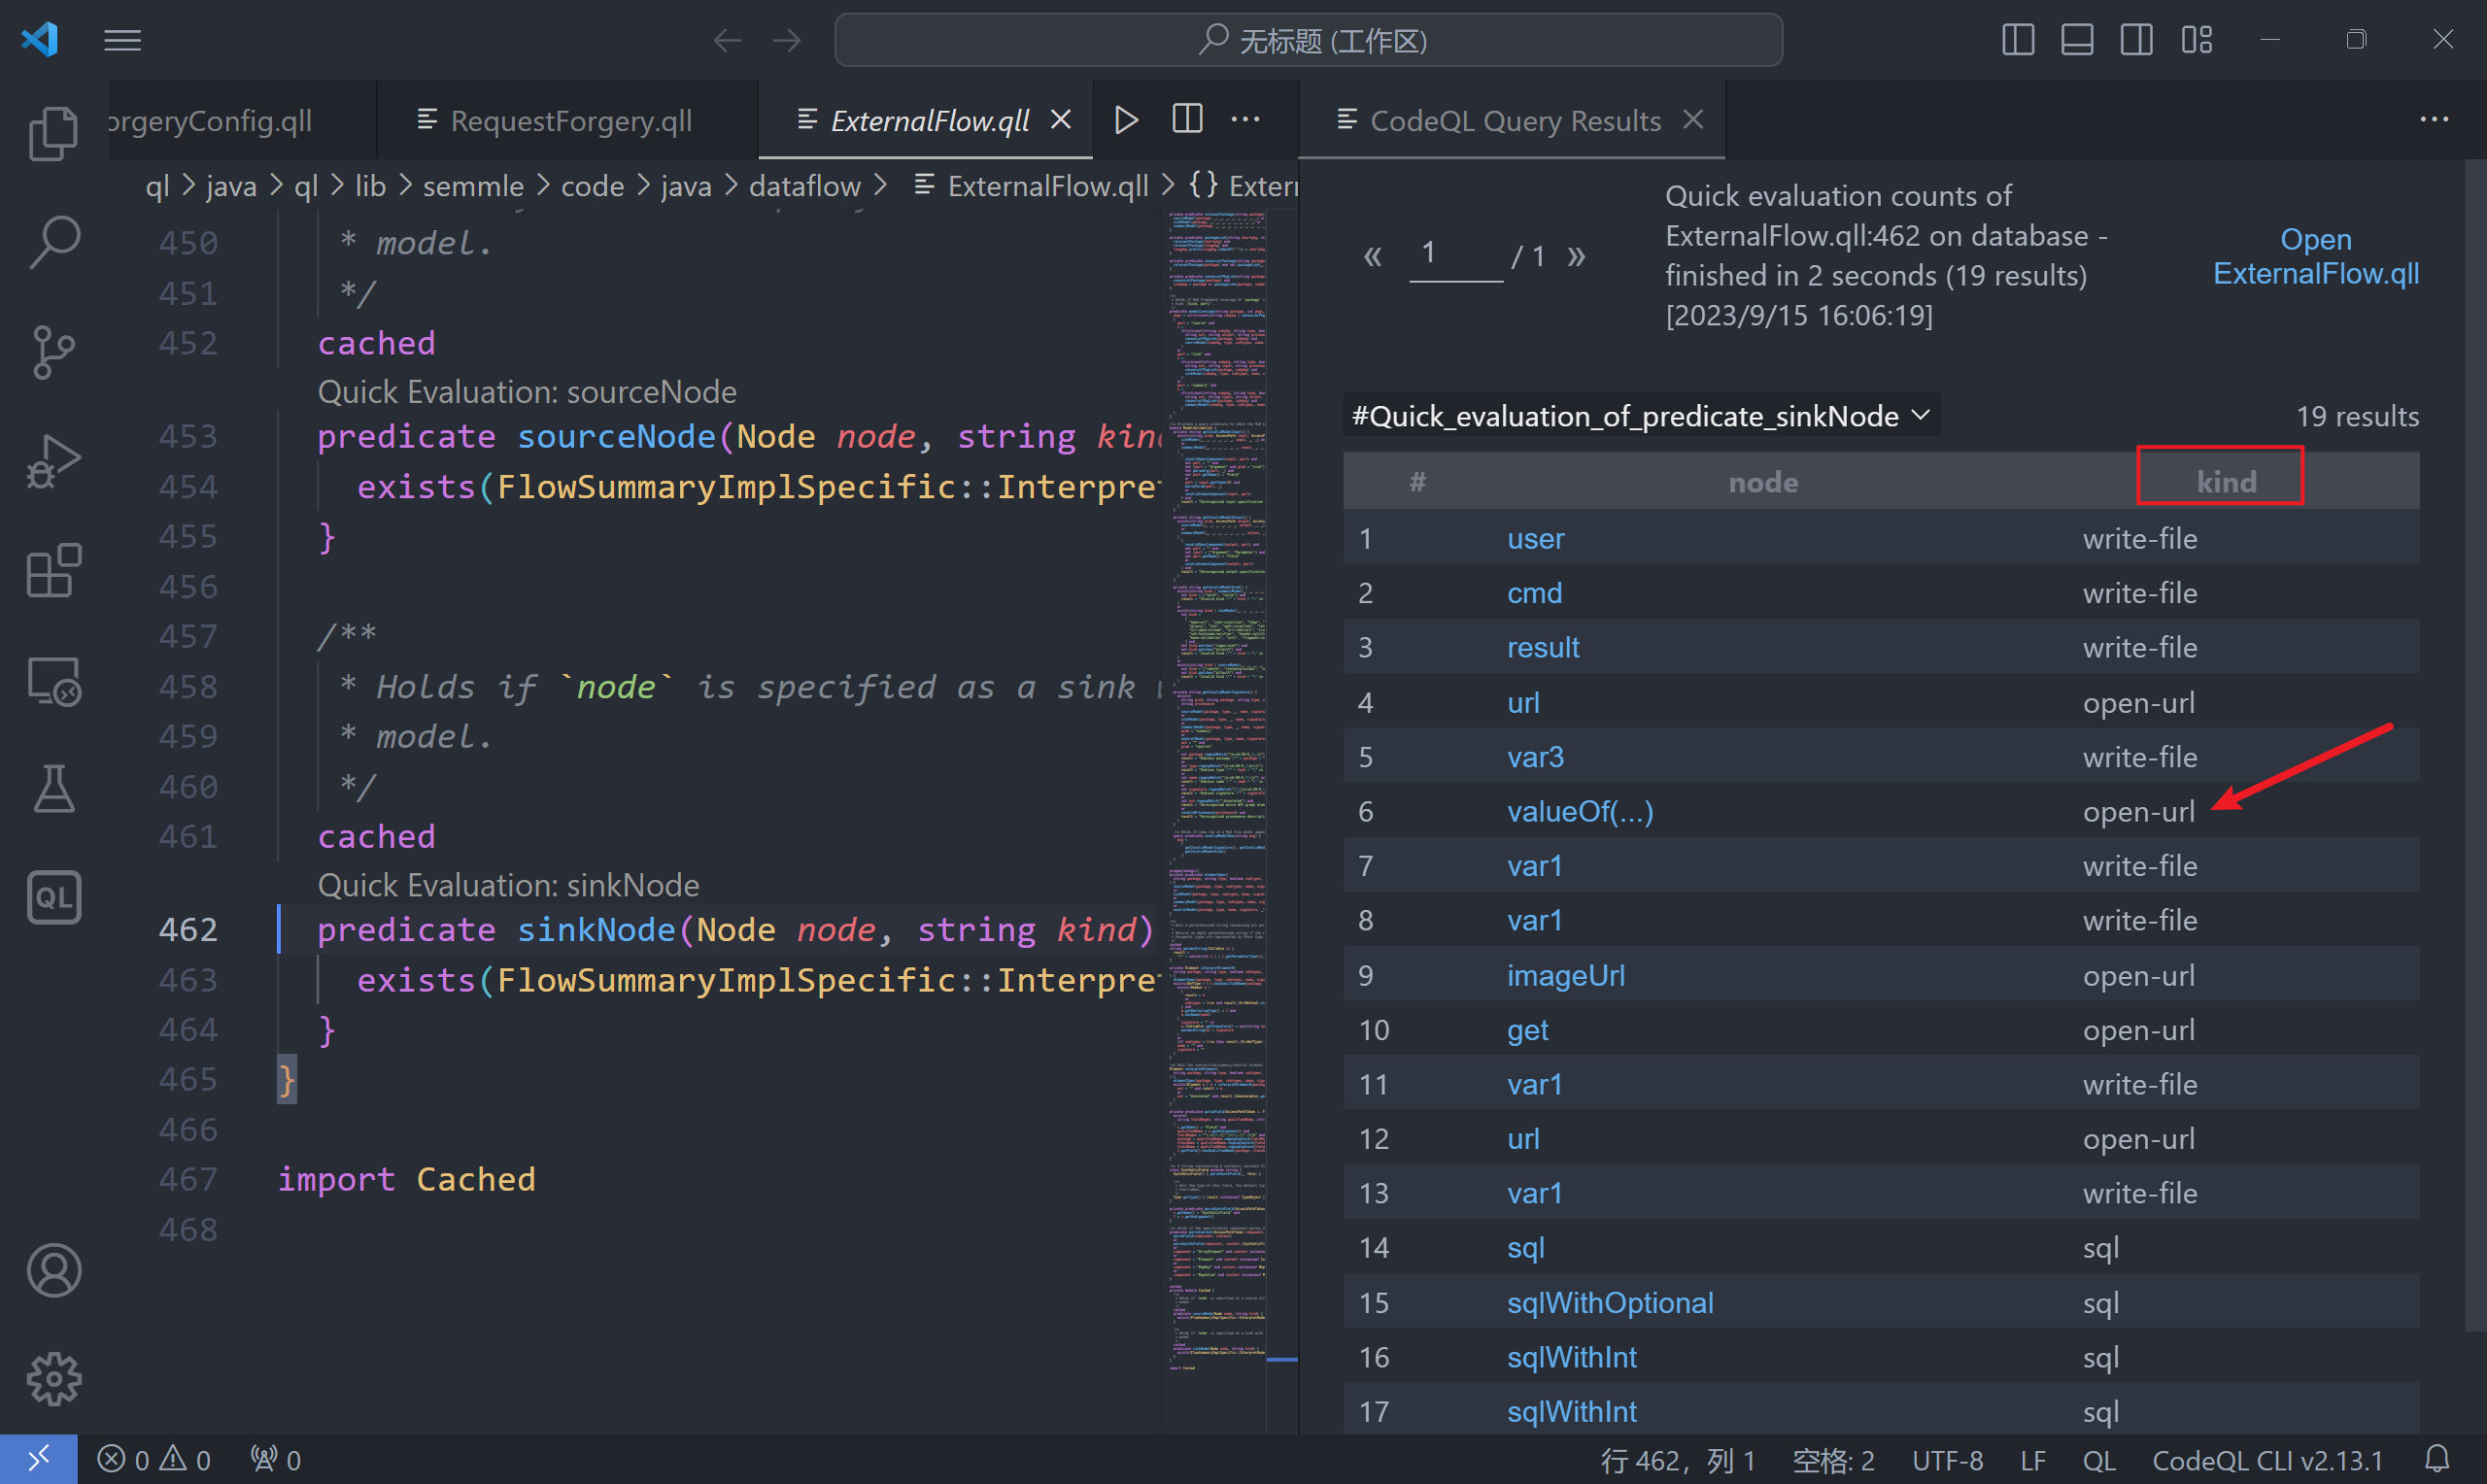 无标题 (工作区)
orgeryConfig.qll
RequestForgery.qll
ExternalFlow.qll
CodeQL Query Results
ql > java > ql > lib > semmle > code > java > dataflow > ExternalFlow.qll > {} Exter
450 * model.
451 */
452 cached
Quick Evaluation: sourceNode
453 predicate sourceNode(Node node, string kin
454 exists(FlowSummaryImplSpecific::Interpre
455 }
456
457 /**
458 * Holds if `node` is specified as a sink
459 * model.
460 */
461 cached
Quick Evaluation: sinkNode
462 predicate sinkNode(Node node, string kind)
463 exists(FlowSummaryImplSpecific::Interpre
464 }
465 }
466
467 import Cached
468
« 1 / 1 »
Quick evaluation counts of
ExternalFlow.qll:462 on database -
finished in 2 seconds (19 results)
[2023/9/15 16:06:19]
Open
ExternalFlow.qll
#Quick_evaluation_of_predicate_sinkNode
19 results
# node kind
1 user write-file
2 cmd write-file
3 result write-file
4 url open-url
5 var3 write-file
6 valueOf(...) open-url
7 var1 write-file
8 var1 write-file
9 imageUrl open-url
10 get open-url
11 var1 write-file
12 url open-url
13 var1 write-file
14 sql sql
15 sqlWithOptional sql
16 sqlWithInt sql
17 sqlWithInt sql
QL
0 0 0
行 462，列 1 空格: 2 UTF-8 LF QL CodeQL CLI v2.13.1